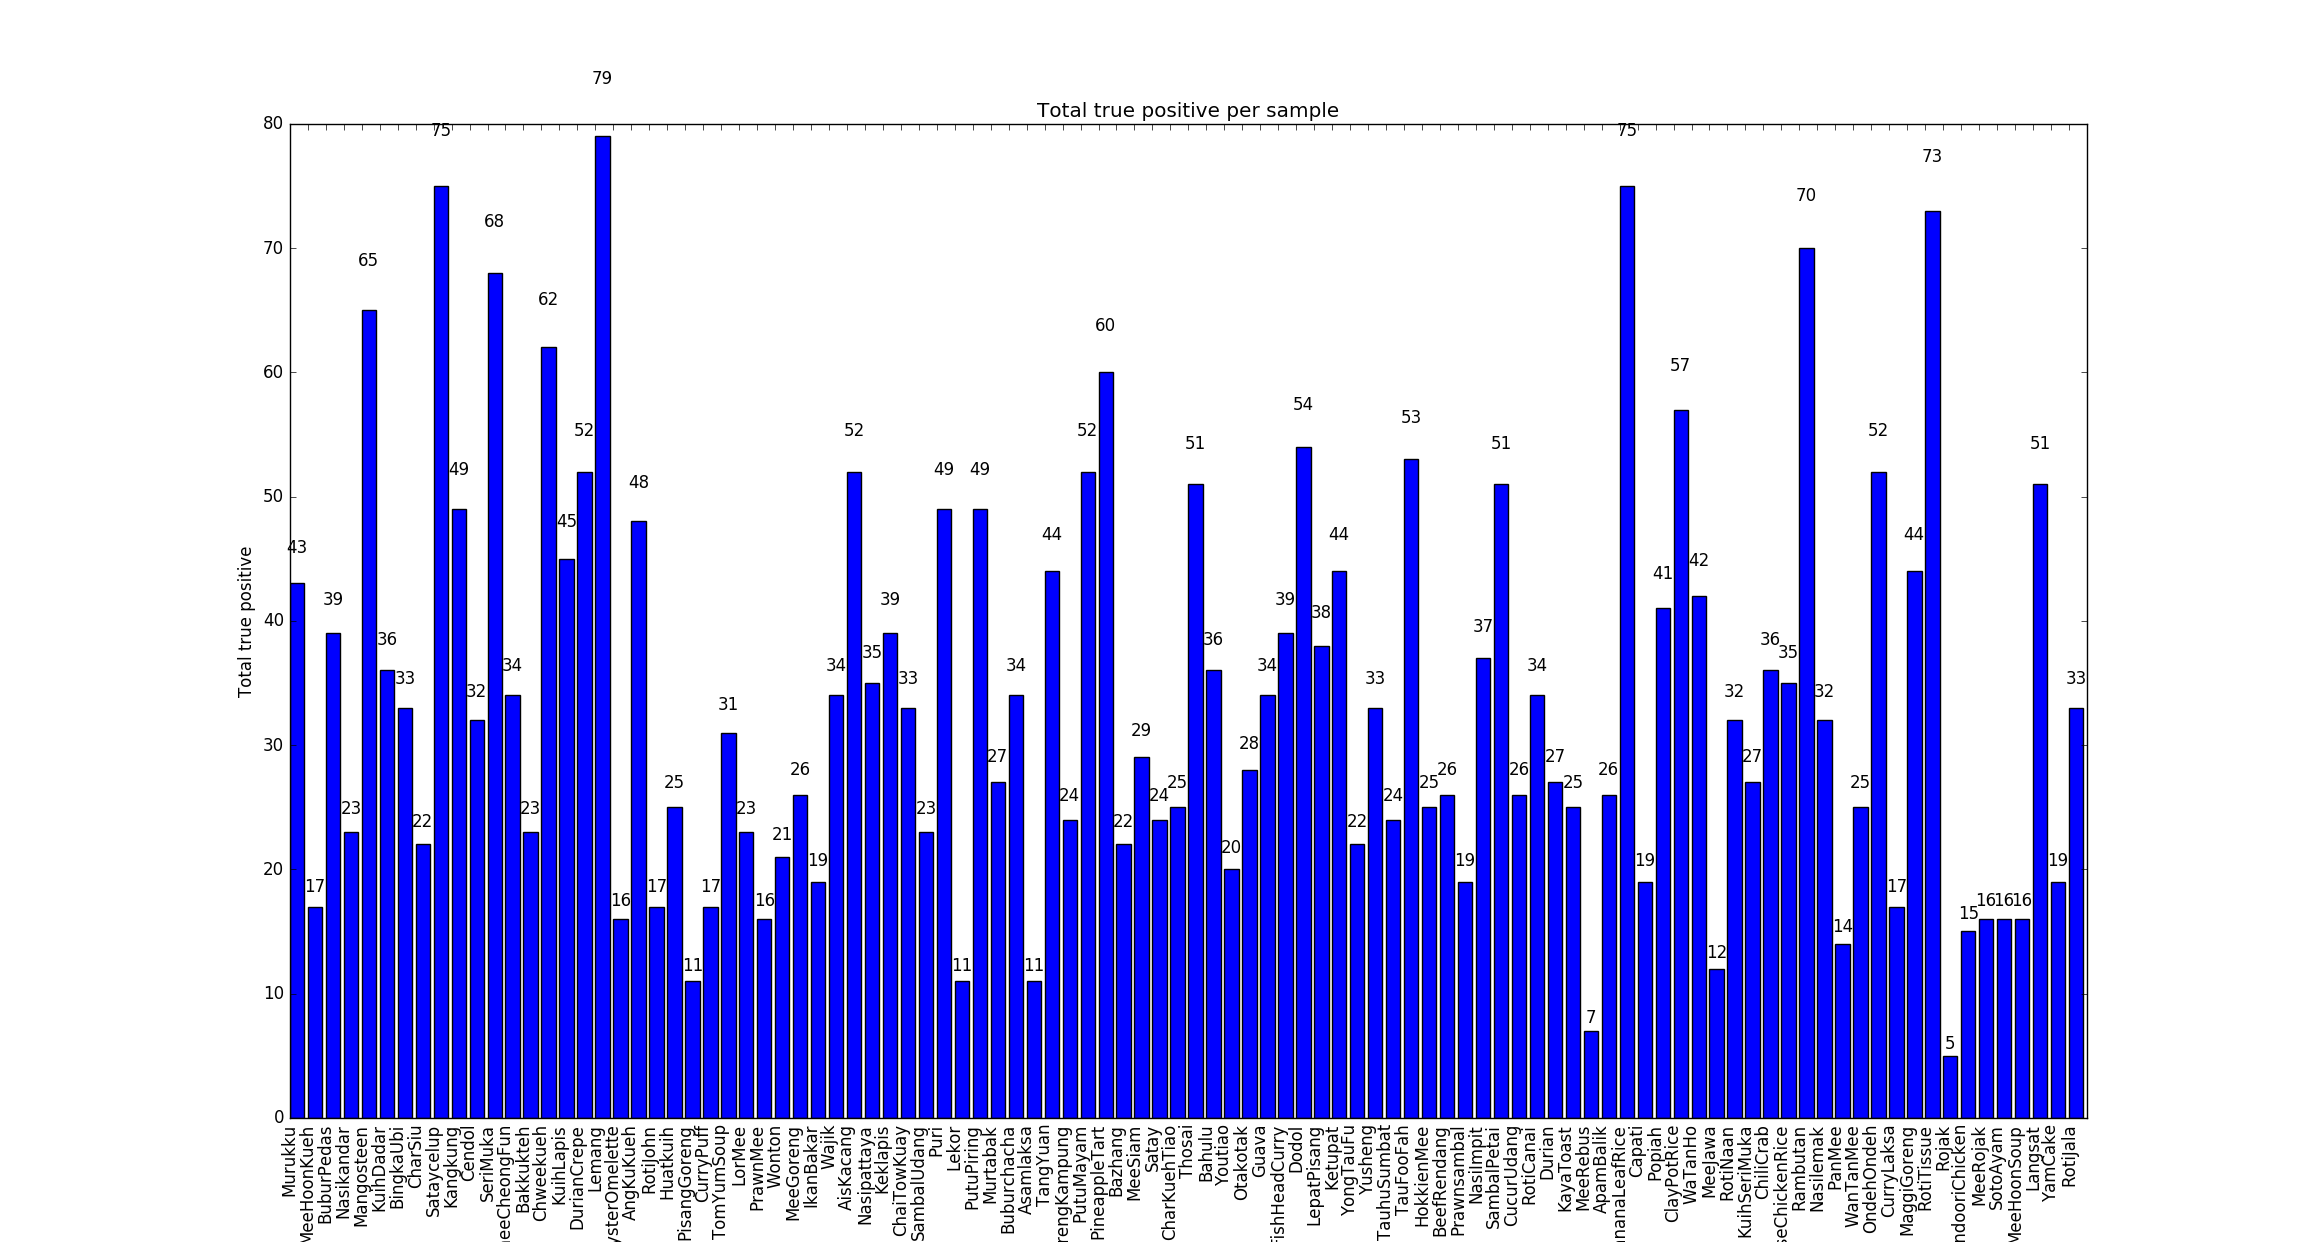 Total true positive per sample
Total true positive
80
70
60
50
40
30
20
10
0
43
17
39
23
65
36
33
22
75
49
32
68
34
23
62
45
52
79
16
48
17
25
11
17
31
23
16
21
26
19
34
52
35
39
33
23
49
11
49
27
34
11
44
24
52
60
22
29
24
25
51
36
20
28
34
39
54
38
44
22
33
24
53
25
26
19
37
51
26
34
27
25
7
26
75
19
41
57
42
12
32
27
36
35
70
32
14
25
52
17
44
73
5
15
16
16
16
51
19
33
Murukku
MeeHoonKueh
BuburPedas
Nasikandar
Mangosteen
KuihDadar
BingkaUbi
CharSiu
Sataycelup
Kangkung
Cendol
SeriMuka
eeCheongFun
Bakkukteh
Chweekueh
KuihLapis
DurianCrepe
Lemang
ysterOmelette
AngKuKueh
RotiJohn
Huatkuih
PisangGoreng
CurryPuff
TomYumSoup
LorMee
PrawnMee
Wonton
MeeGoreng
IkanBakar
Wajik
AisKacang
Nasipattaya
Keklapis
ChaiTowKuay
SambalUdang
Puri
Lekor
PutuPiring
Murtabak
Buburchacha
Asamlaksa
TangYuan
rengKampung
PutuMayam
PineappleTart
Bazhang
MeeSiam
Satay
CharKuehTiao
Thosai
Bahulu
Youtiao
Otakotak
Guava
FishHeadCurry
Dodol
LepatPisang
Ketupat
YongTauFu
Yusheng
TauhuSumbat
TauFooFah
HokkienMee
BeefRendang
Prawnsambal
NasiImpit
SambalPetai
CucurUdang
RotiCanai
Durian
KayaToast
MeeRebus
ApamBalik
nanaLeafRice
Capati
Popiah
ClayPotRice
WaTanHo
MeeJawa
RotiNaan
KuihSeriMuka
ChiliCrab
seChickenRice
Rambutan
Nasilemak
PanMee
WanTanMee
OndehOndeh
CurryLaksa
MaggiGoreng
RotiTissue
Rojak
ndooriChicken
MeeRojak
SotoAyam
MeeHoonSoup
Langsat
YamCake
RotiJala